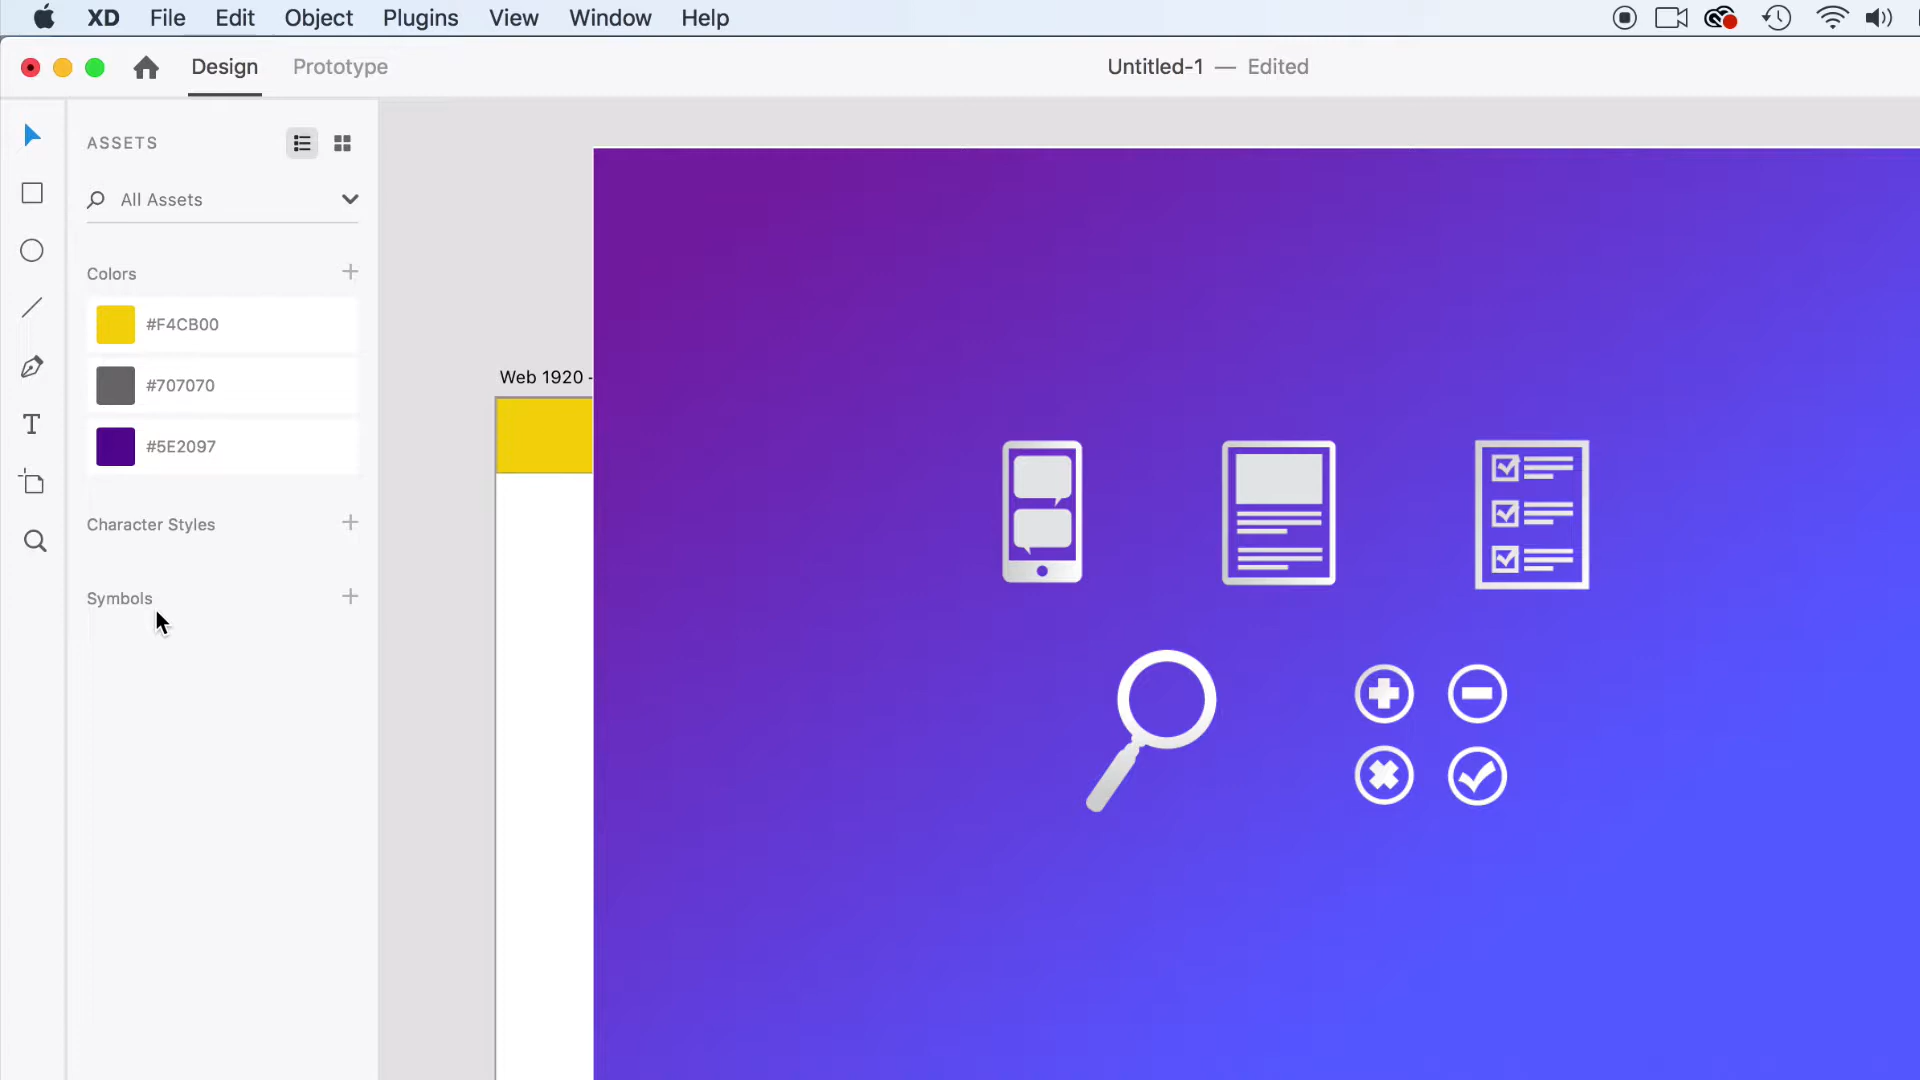 XD File Edit Object Plugins View Window Help
Design Prototype Untitled-1 — Edited
ASSETS
All Assets
Colors
#F4CB00
#707070
#5E2097
Character Styles
Symbols
Web 1920 -